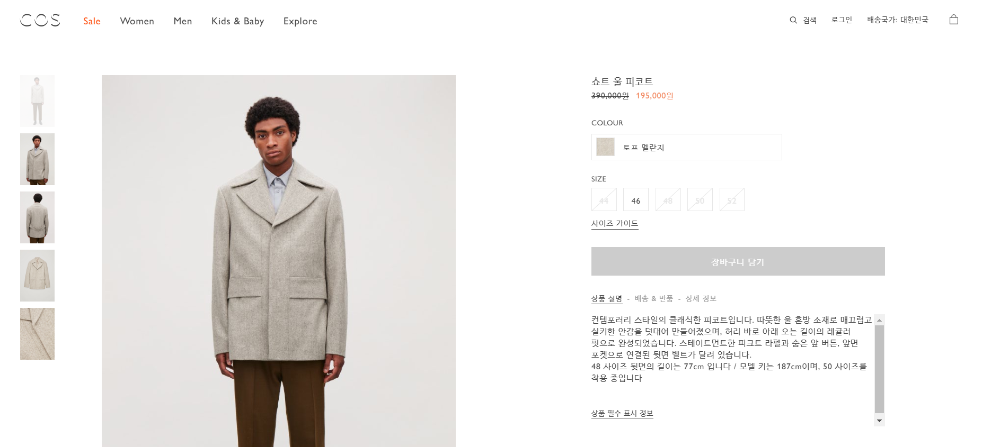 COS
Sale
Women
Men
Kids & Baby
Explore
검색
로그인
배송국가: 대한민국
쇼트 울 피코트
390,000원 195,000원
COLOUR
토프 멜란지
SIZE
44 46 48 50 52
사이즈 가이드
장바구니 담기
상품 설명 - 배송 & 반품 - 상세 정보
컨템포러리 스타일의 클래식한 피코트입니다. 따뜻한 울 혼방 소재로 매끄럽고
실키한 안감을 덧대어 만들어졌으며, 허리 바로 아래 오는 길이의 레귤러
핏으로 완성되었습니다. 스테이트먼트한 피크트 라펠과 숨은 앞 버튼, 앞면
포켓으로 연결된 뒷면 벨트가 달려 있습니다.
48 사이즈 뒷면의 길이는 77cm 입니다 / 모델 키는 187cm이며, 50 사이즈를
착용 중입니다
상품 필수 표시 정보